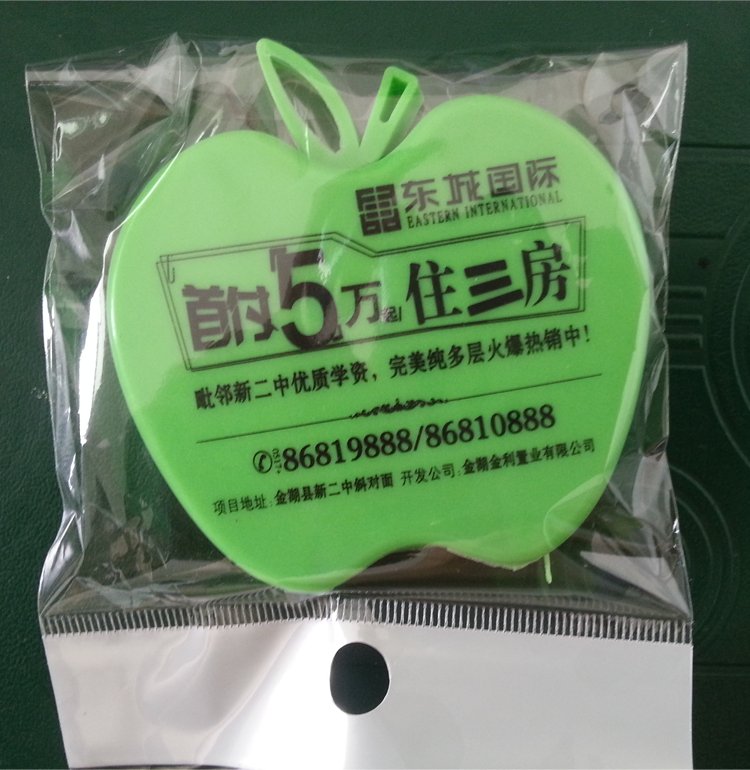 东城国际
EASTERN INTERNATIONAL
首付5万起/住三房
毗邻新二中优质学资，完美纯多层火爆热销中！
0517-86819888/86810888
项目地址：金湖县新二中斜对面 开发公司：金湖金利置业有限公司